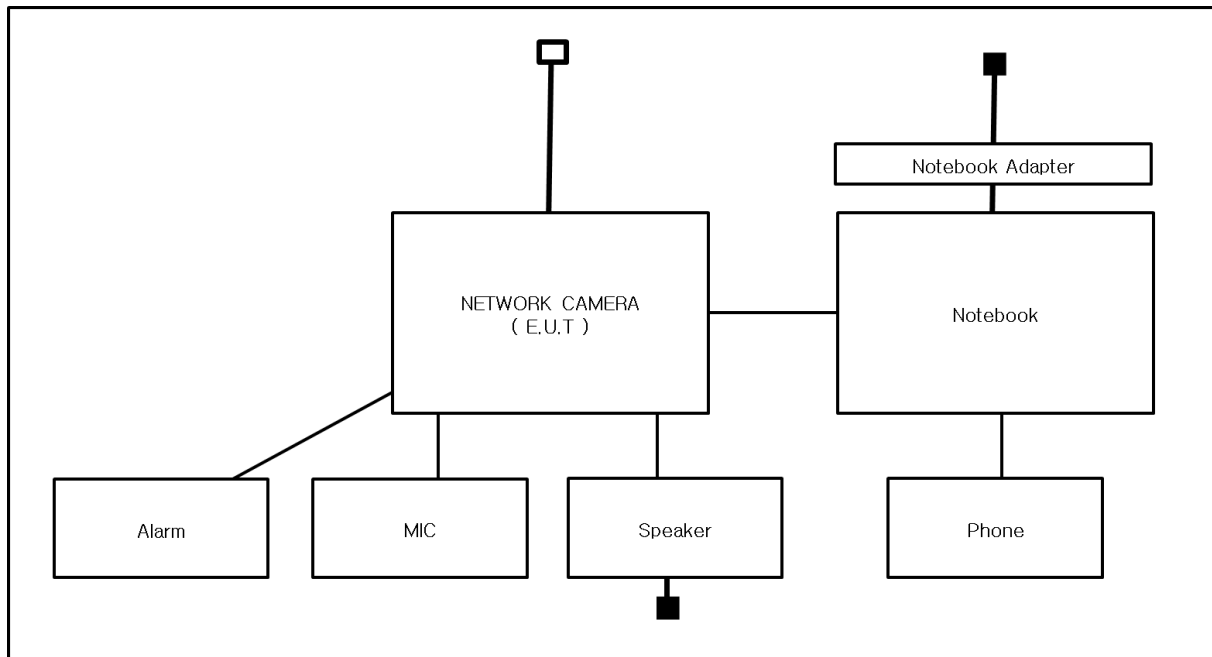 Notebook Adapter
NETWORK CAMERA
( E.U.T )
Notebook
Alarm
MIC
Speaker
Phone